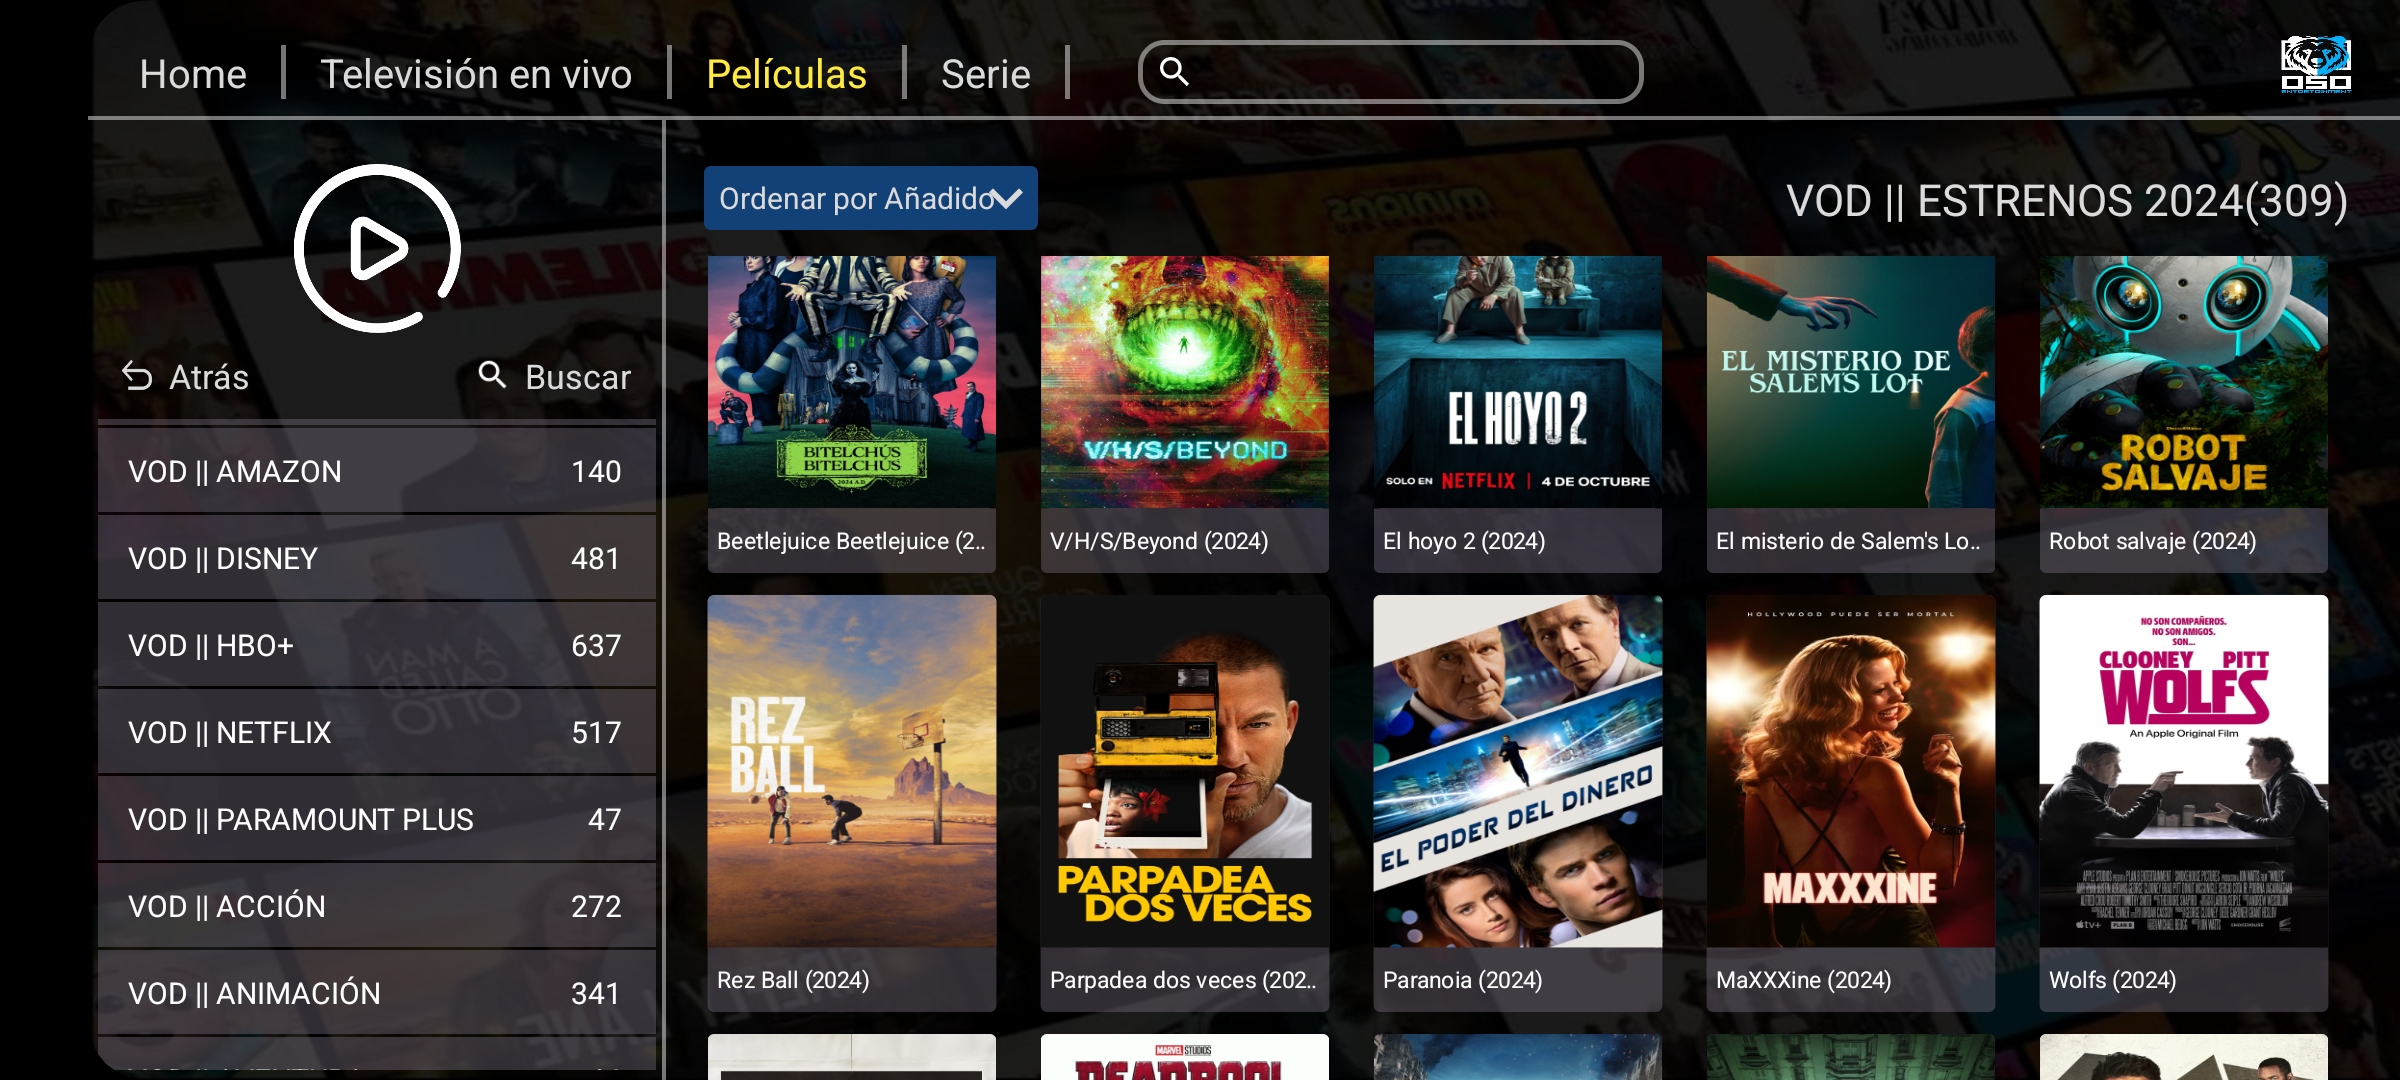 Home
Televisión en vivo
Películas
Serie
OSO
ENTERTAINMENT
Atrás
Buscar
VOD || AMAZON 140
VOD || DISNEY 481
VOD || HBO+ 637
VOD || NETFLIX 517
VOD || PARAMOUNT PLUS 47
VOD || ACCIÓN 272
VOD || ANIMACIÓN 341
Ordenar por Añadido
VOD || ESTRENOS 2024(309)
BITELCHÚS
BITELCHÚS
2024 A.D.
Beetlejuice Beetlejuice (2..
V/H/S/BEYOND
V/H/S/Beyond (2024)
EL HOYO 2
SOLO EN NETFLIX | 4 DE OCTUBRE
El hoyo 2 (2024)
EL MISTERIO DE
SALEM'S LOT
El misterio de Salem's Lo..
ROBOT
SALVAJE
Robot salvaje (2024)
REZ
BALL
Rez Ball (2024)
PARPADEA
DOS VECES
Parpadea dos veces (202..
EL PODER DEL DINERO
Paranoia (2024)
HOLLYWOOD PUEDE SER MORTAL
MAXXXINE
MaXXXine (2024)
NO SON COMPAÑEROS.
NO SON AMIGOS.
SON...
CLOONEY PITT
WOLFS
An Apple Original Film
tv+ PLAN B
Wolfs (2024)
MARVEL STUDIOS
DEADPOOL